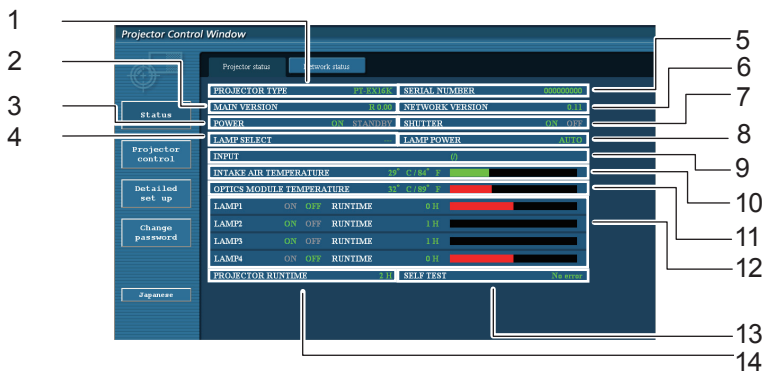 Projector Control Window
Projector status
Network status
PROJECTOR TYPE PT-EX16K
SERIAL NUMBER 000000000
MAIN VERSION R 0.00
NETWORK VERSION 0.11
POWER ON STANDBY
SHUTTER ON OFF
LAMP SELECT ...
LAMP POWER AUTO
INPUT (/)
INTAKE AIR TEMPERATURE 29° C / 84° F
OPTICS MODULE TEMPERATURE 32° C / 89° F
LAMP1 ON OFF RUNTIME 0 H
LAMP2 ON OFF RUNTIME 1 H
LAMP3 ON OFF RUNTIME 1 H
LAMP4 ON OFF RUNTIME 0 H
PROJECTOR RUNTIME 2 H
SELF TEST No error
Status
Projector
control
Detailed
set up
Change
password
Japanese
1
2
3
4
5
6
7
8
9
10
11
12
13
14